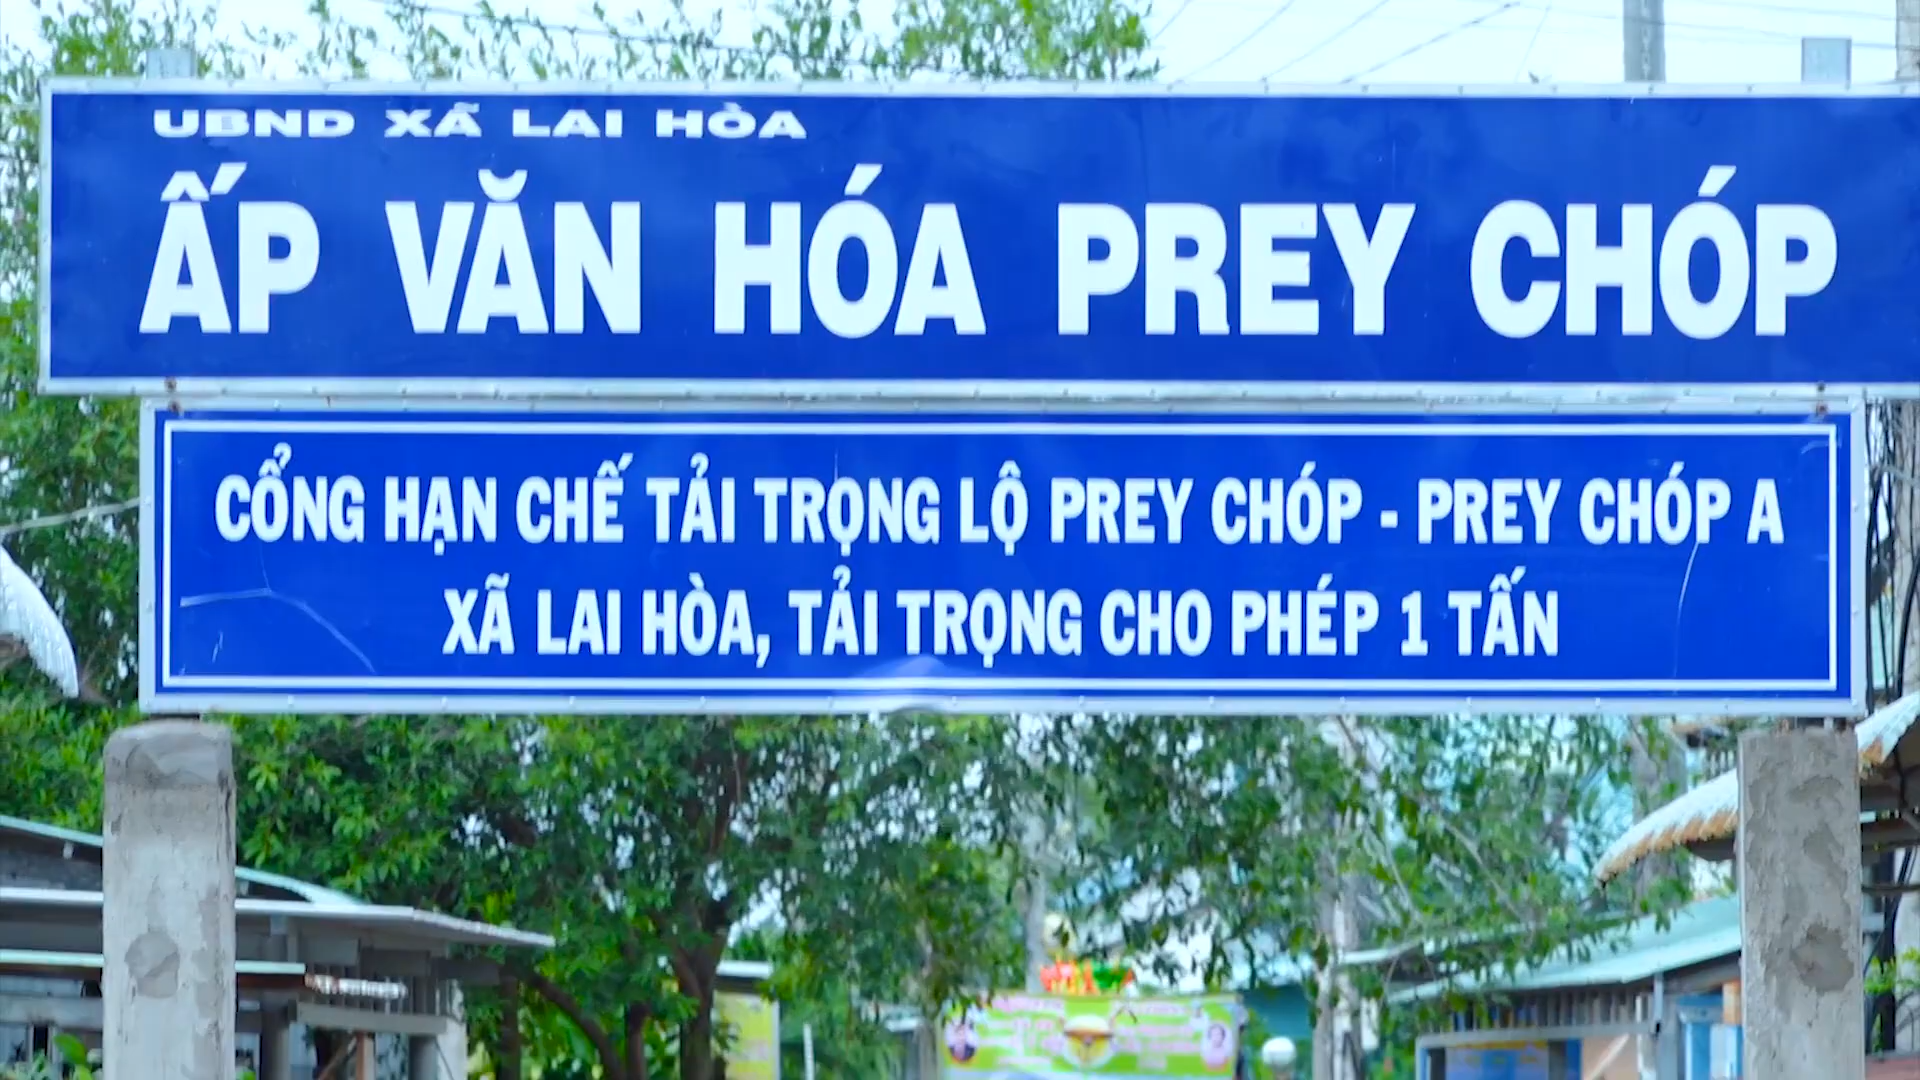 UBND XÃ LAI HÒA
ẤP VĂN HÓA PREY CHÓP
CỔNG HẠN CHẾ TẢI TRỌNG LỘ PREY CHÓP - PREY CHÓP A
XÃ LAI HÒA, TẢI TRỌNG CHO PHÉP 1 TẤN